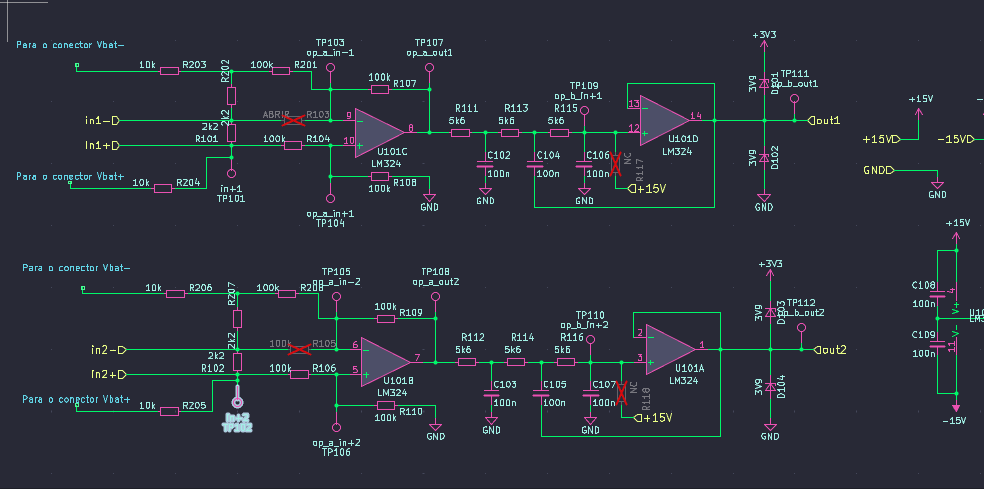 Para o conector Vbat-
10k R203
R202
100k R201
TP103
op_a_in-1
TP107
op_a_out1
100k
R107
in1-
2k2
2k2
ABRIR R103
9
8
U101C
LM324
in1+
R101
100k R104
10
Para o conector Vbat+
10k R204
in+1
TP101
100k
R108
GND
op_a_in+1
TP104
R111
5k6
R113
5k6
R115
5k6
TP109
op_b_in+1
C102
100n
C104
100n
C106
100n
GND
GND
NC
R117
+15V
13
12
14
U101D
LM324
+3V3
3V9
D101
TP111
op_b_out1
out1
3V9
D102
GND
+15V
+15V
-15V
GND
GND
Para o conector Vbat-
10k R206
R207
100k R208
TP105
op_a_in-2
TP108
op_a_out2
100k
R109
in2-
2k2
2k2
100k R105
6
7
U101B
LM324
in2+
R102
100k R106
5
Para o conector Vbat+
10k R205
in+2
TP102
100k
R110
GND
op_a_in+2
TP106
R112
5k6
R114
5k6
R116
5k6
TP110
op_b_in+2
C103
100n
C105
100n
C107
100n
GND
GND
NC
R118
+15V
2
3
1
U101A
LM324
+3V3
3V9
D103
TP112
op_b_out2
out2
3V9
D104
GND
+15V
C108
100n
4
V+
C109
100n
V-
11
-15V